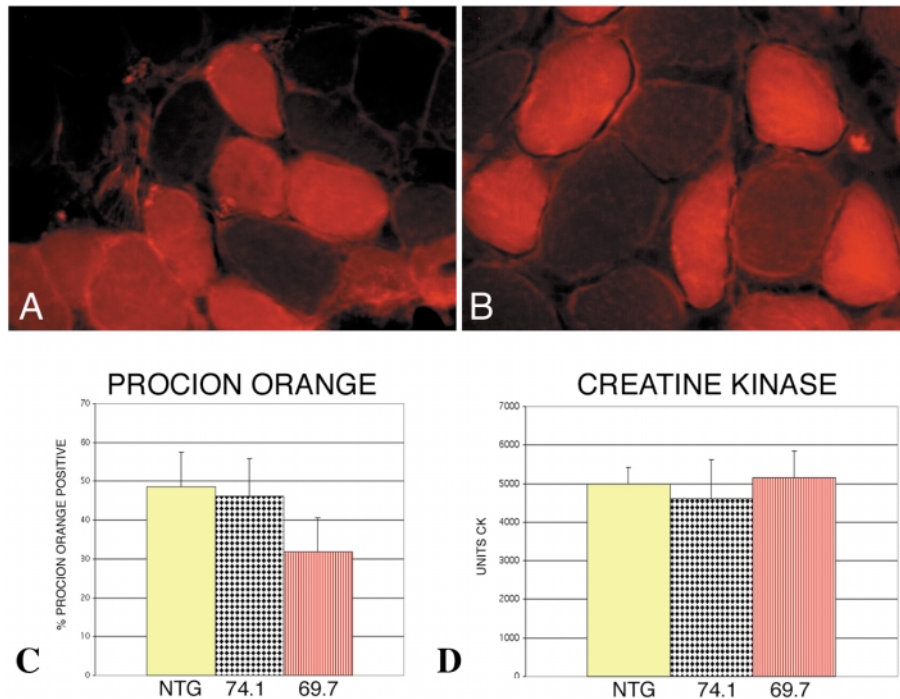 A
B
PROCION ORANGE
70
60
50
40
30
20
10
0
% PROCION ORANGE POSITIVE
NTG 74.1 69.7
C
CREATINE KINASE
7000
6000
5000
4000
3000
2000
1000
0
UNITS CK
NTG 74.1 69.7
D